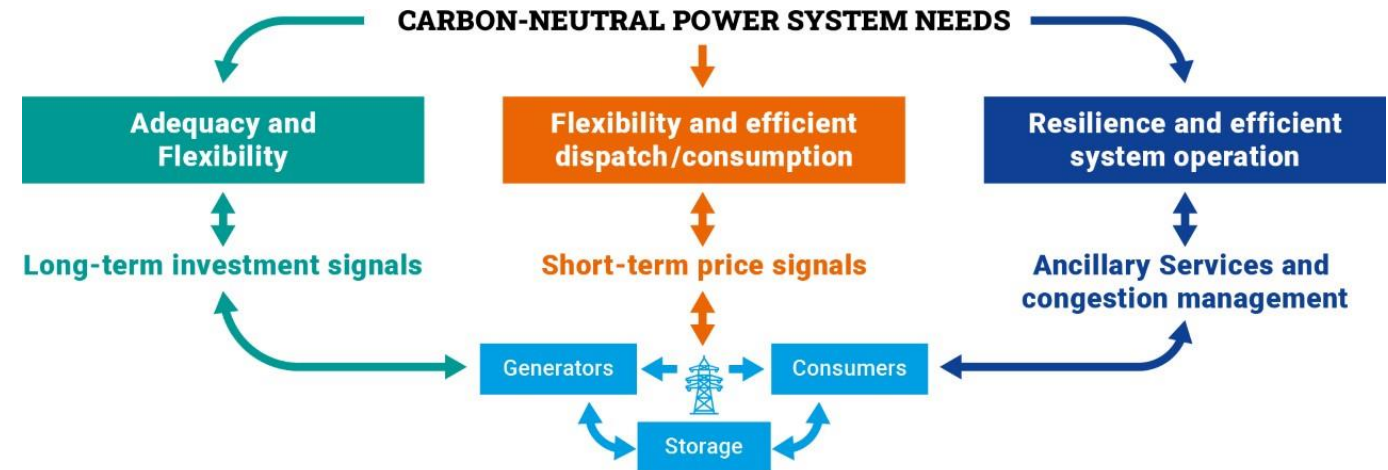 CARBON-NEUTRAL POWER SYSTEM NEEDS
Adequacy and
Flexibility
Flexibility and efficient
dispatch/consumption
Resilience and efficient
system operation
Long-term investment signals
Short-term price signals
Ancillary Services and
congestion management
Generators
Consumers
Storage